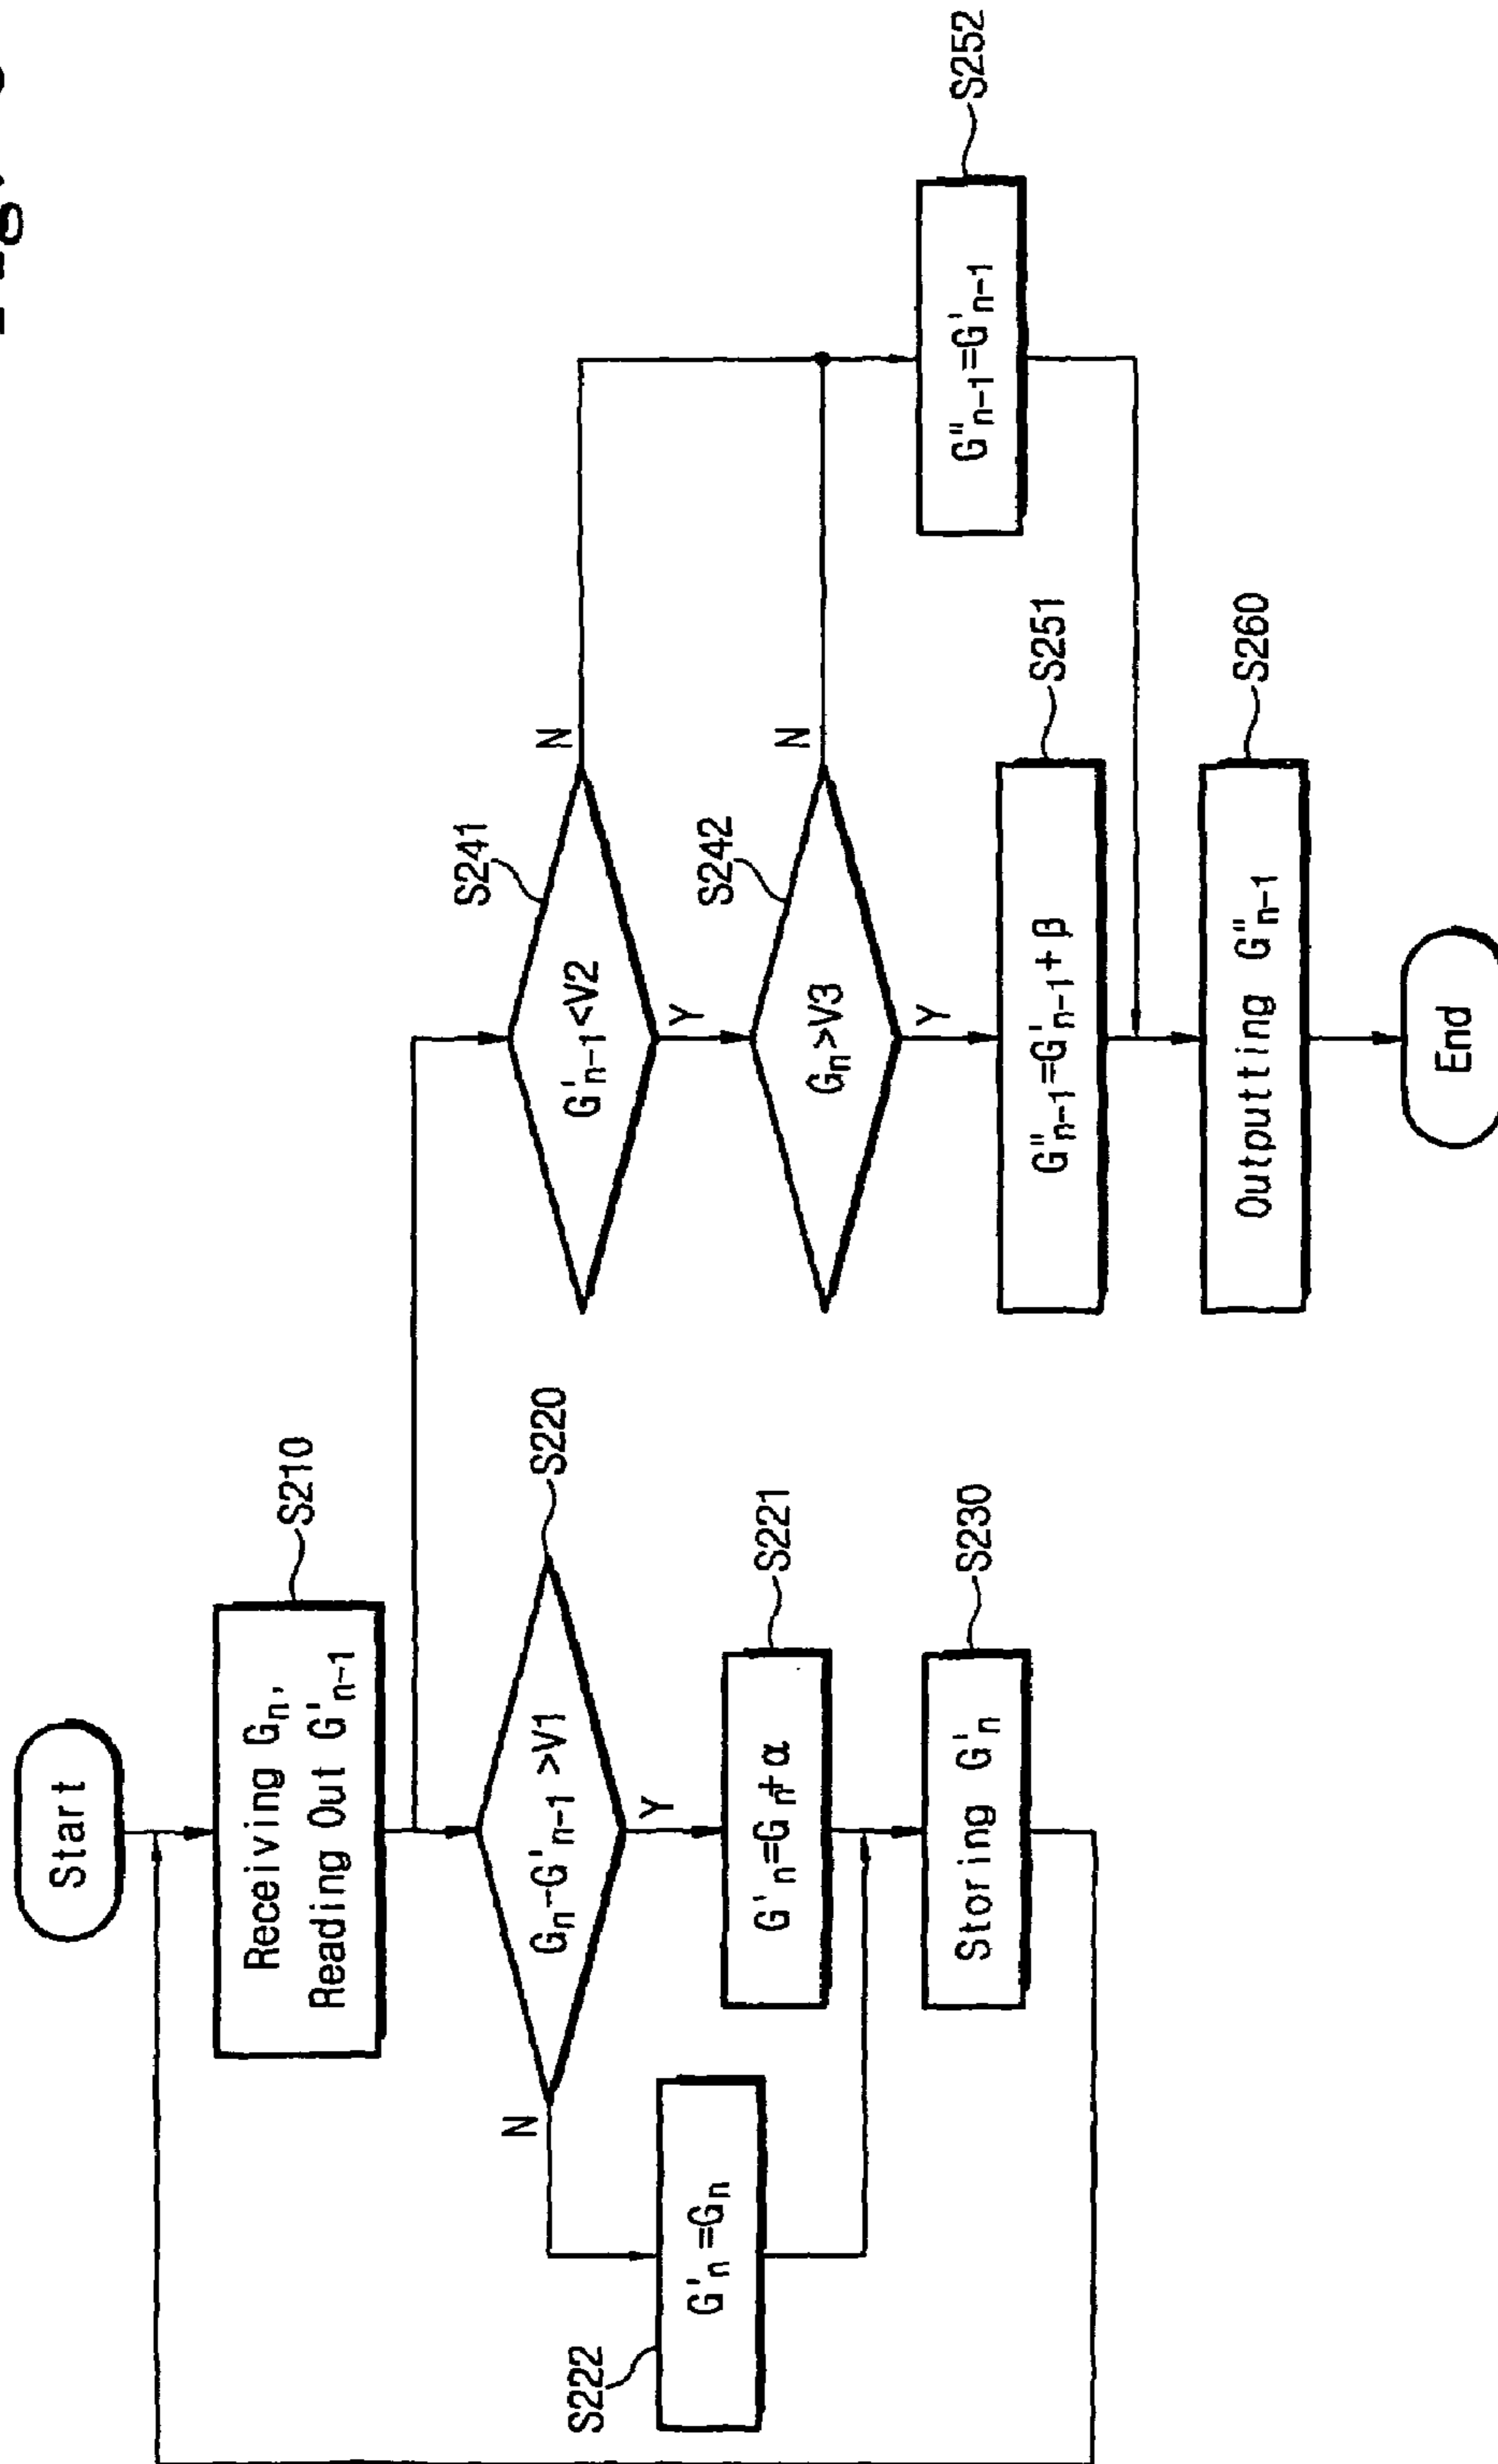 Start
Receiving Gn,
Reading Out G'n-1
S210
Gn-G'n-1 >V1
S220
N
Y
G'n=Gn
S222
G'n=Gn+α
S221
Storing G'n
S230
G'n-1 <V2
S241
N
Y
Gn>V3
S242
N
Y
G"n-1=G'n-1+β
S251
G"n-1=G'n-1
S252
Outputting G"n-1
S260
End